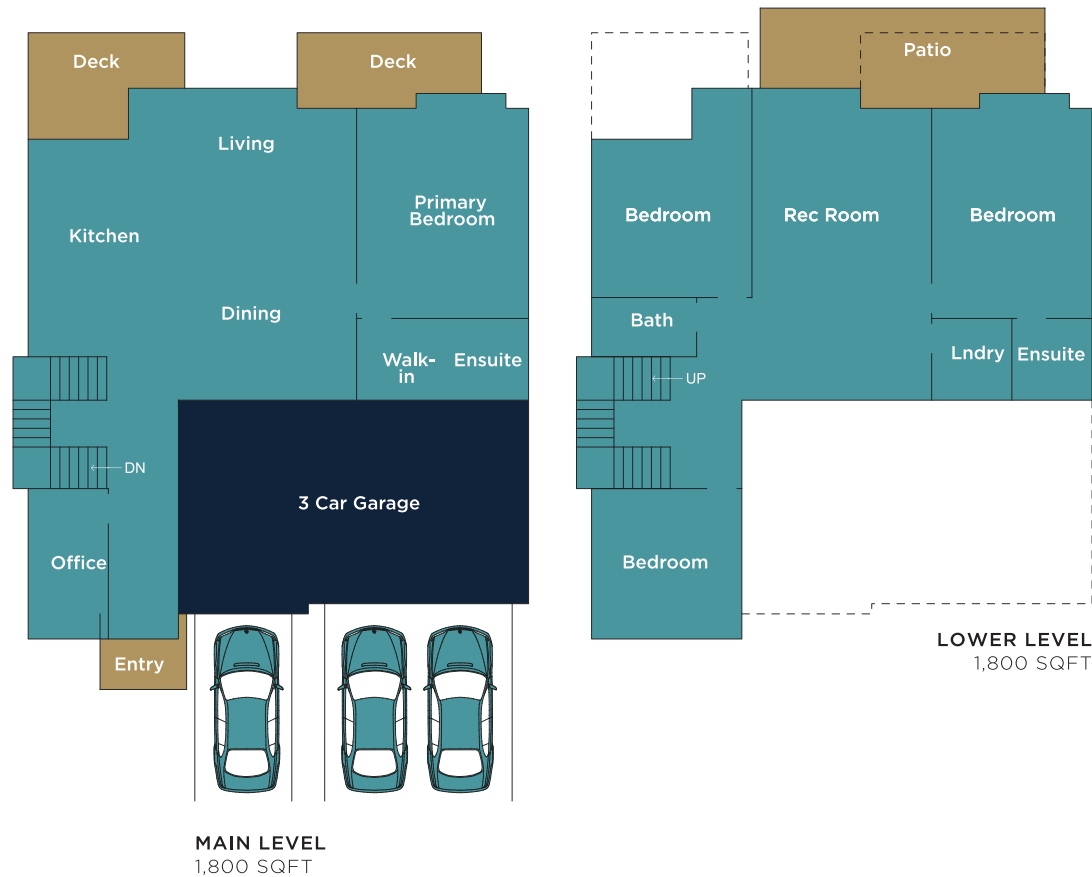 Deck
Deck
Living
Primary
Bedroom
Kitchen
Dining
Walk-
in
Ensuite
DN
3 Car Garage
Office
Entry
MAIN LEVEL
1,800 SQFT
Patio
Bedroom
Rec Room
Bedroom
Bath
Lndry
Ensuite
UP
Bedroom
LOWER LEVEL
1,800 SQFT